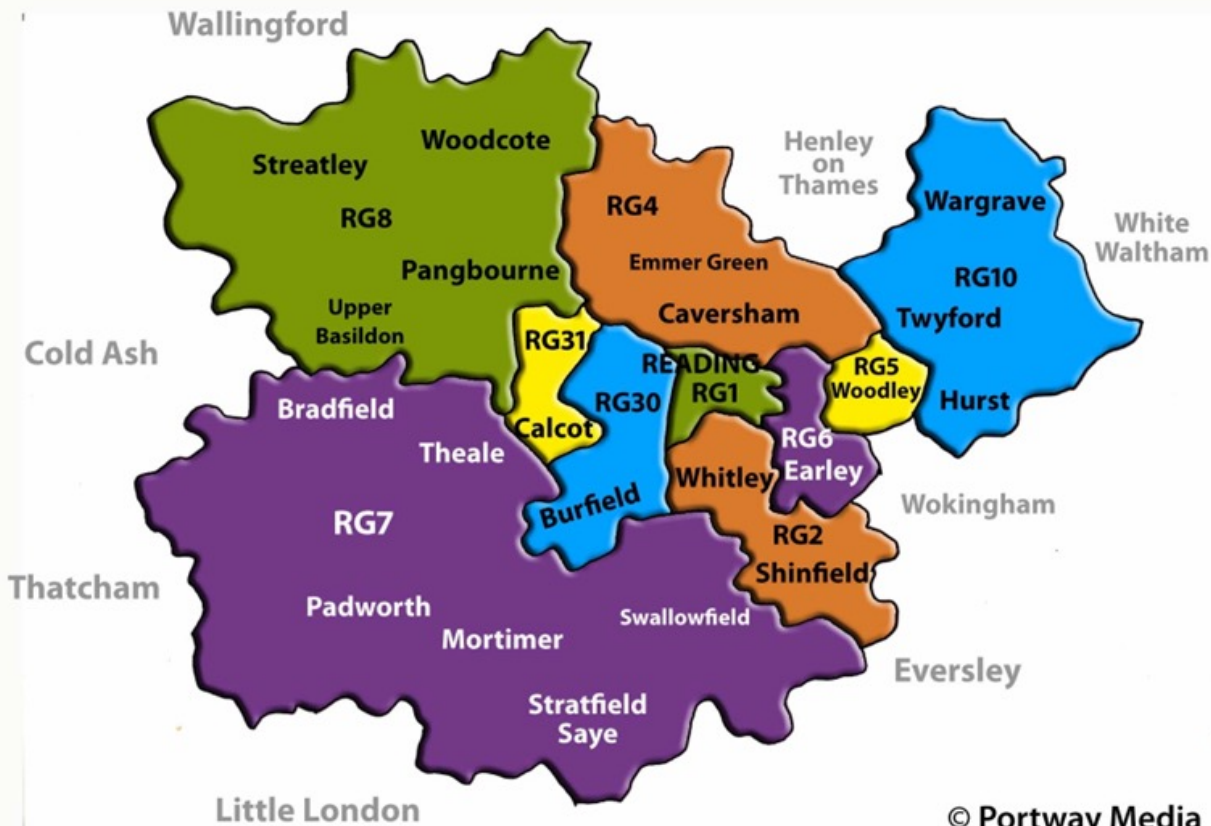 Wallingford
Woodcote
Streatley
RG8
Pangbourne
Upper
Basildon
RG4
Emmer Green
Caversham
Henley
on
Thames
Wargrave
White
Waltham
RG10
Twyford
Hurst
Cold Ash
RG31
Calcot
RG30
Burfield
READING
RG1
RG5
Woodley
RG6
Earley
Whitley
RG2
Shinfield
Wokingham
Bradfield
Theale
RG7
Thatcham
Padworth
Mortimer
Swallowfield
Stratfield
Saye
Eversley
Little London
© Portway Media